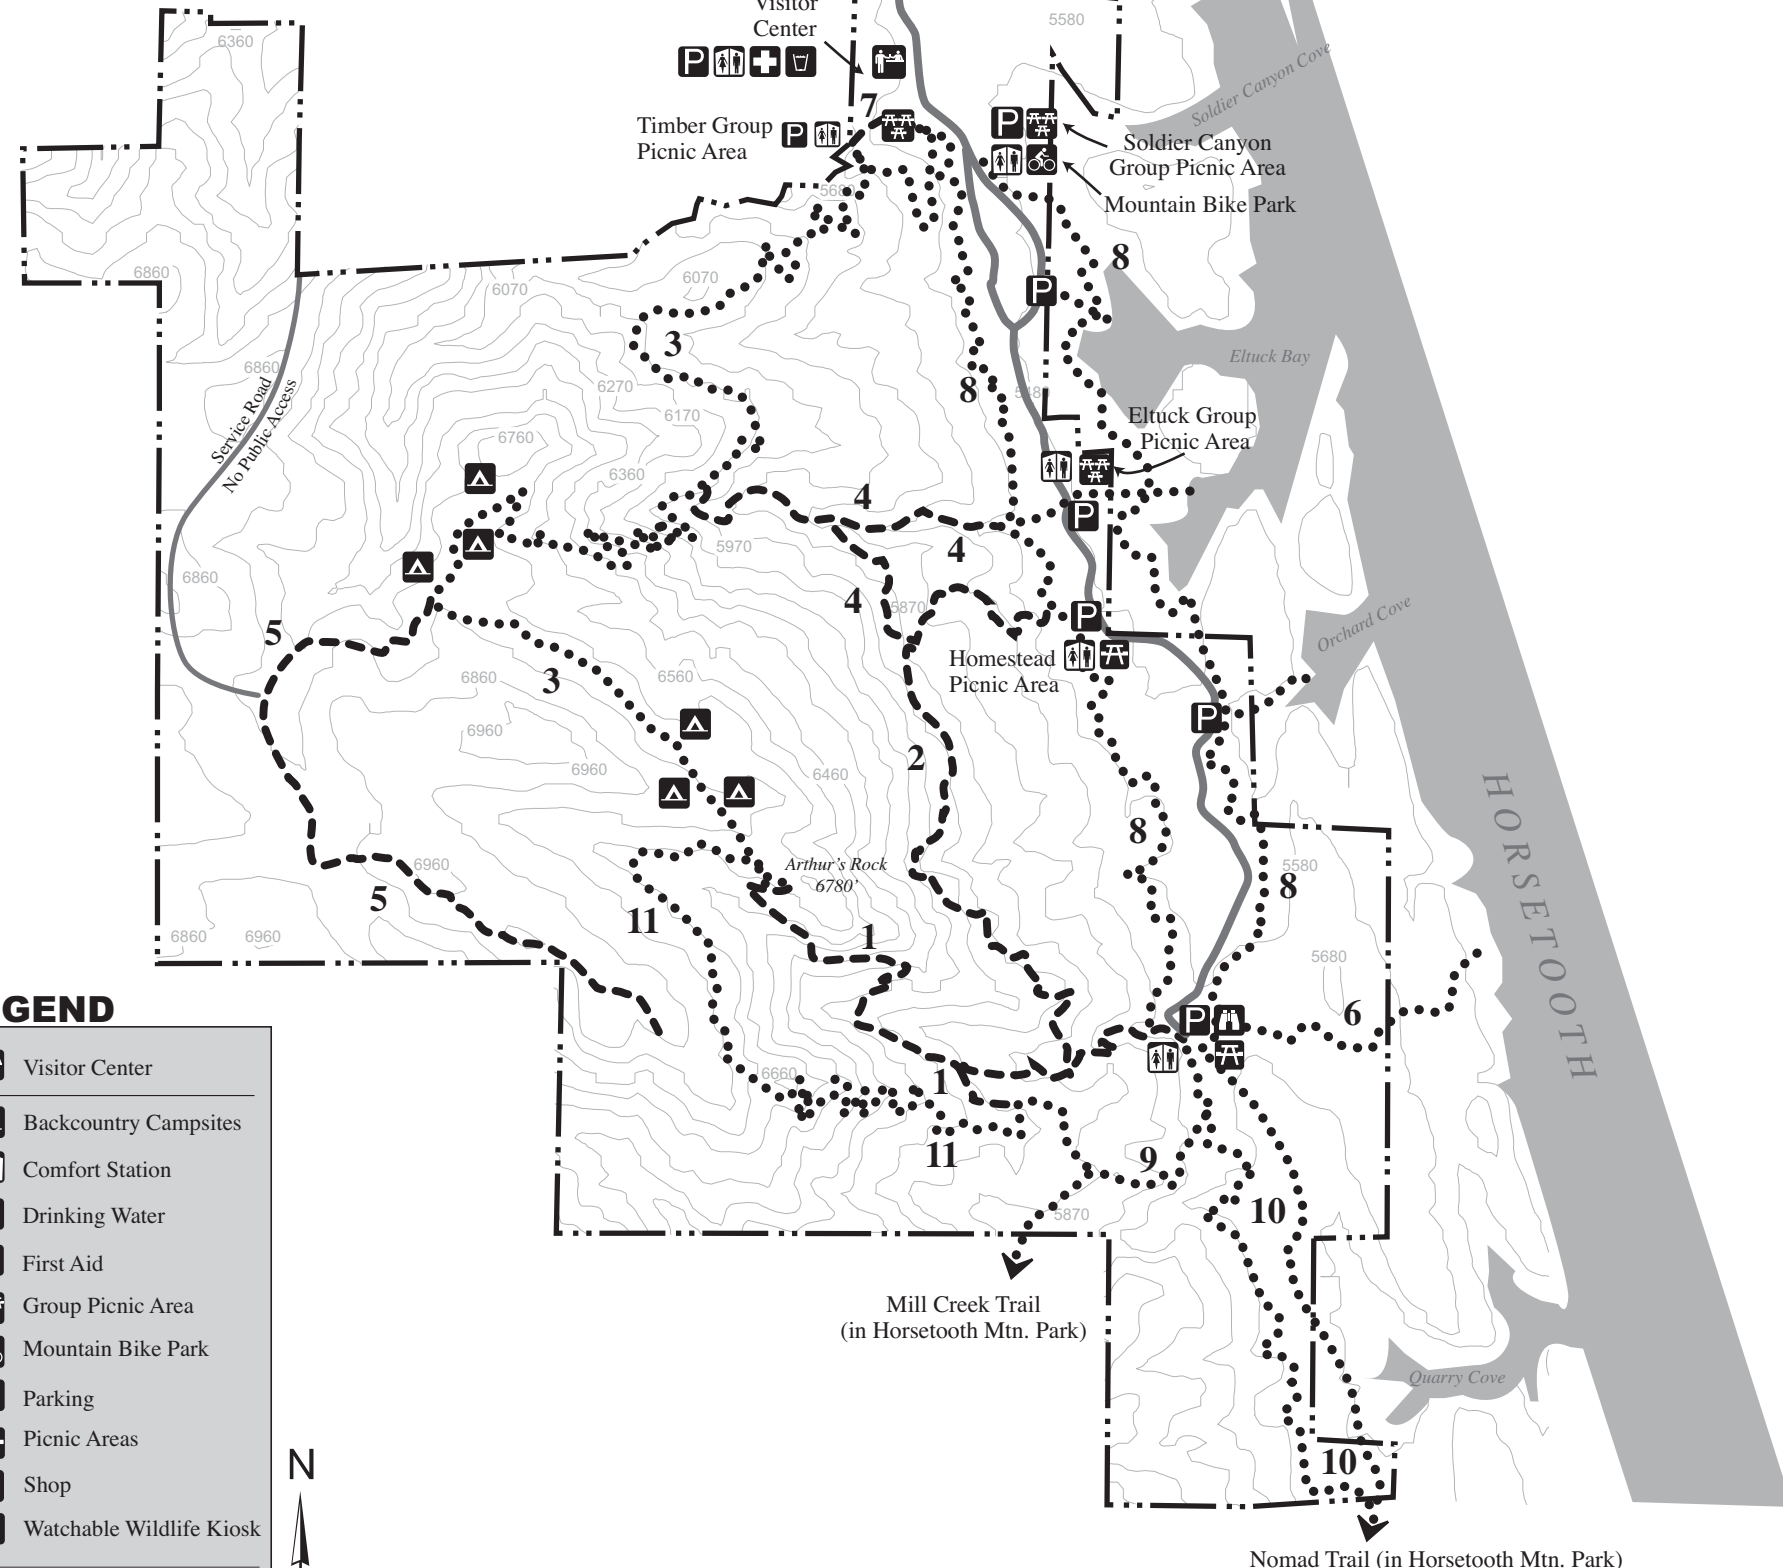 Visitor
Center
5580
6360
Soldier Canyon Cove
P
7
Timber Group
Picnic Area
P
P
Soldier Canyon
Group Picnic Area
Mountain Bike Park
5680
8
6860
6070
6070
P
3
Eltuck Bay
6860
6270
8
5480
6170
Eltuck Group
Picnic Area
Service Road
No Public Access
6760
6360
4
P
5970
4
6860
4
5870
P
Orchard Cove
5
Homestead
Picnic Area
3
6860
6560
P
6960
2
6960
6460
HORSETOOTH
8
6960
Arthur's Rock
6780'
5580
8
5
11
1
6860
6960
5680
GEND
P
6
Visitor Center
6660
1
Backcountry Campsites
11
9
Comfort Station
Drinking Water
5870
10
First Aid
Group Picnic Area
Mill Creek Trail
(in Horsetooth Mtn. Park)
Mountain Bike Park
Quarry Cove
Parking
Picnic Areas
10
N
Shop
Watchable Wildlife Kiosk
Nomad Trail (in Horsetooth Mtn. Park)